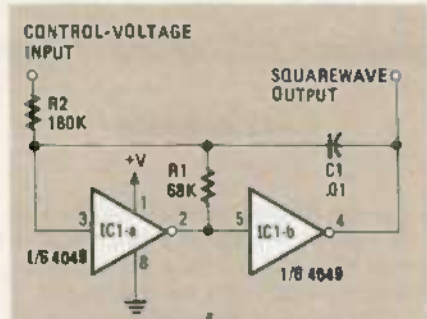 CONTROL-VOLTAGE
INPUT
SQUAREWAVE
OUTPUT
R2
180K
+V
R1
68K
C1
.01
3
1
2
5
4
IC1-a
IC1-b
8
1/6 4049
1/6 4049